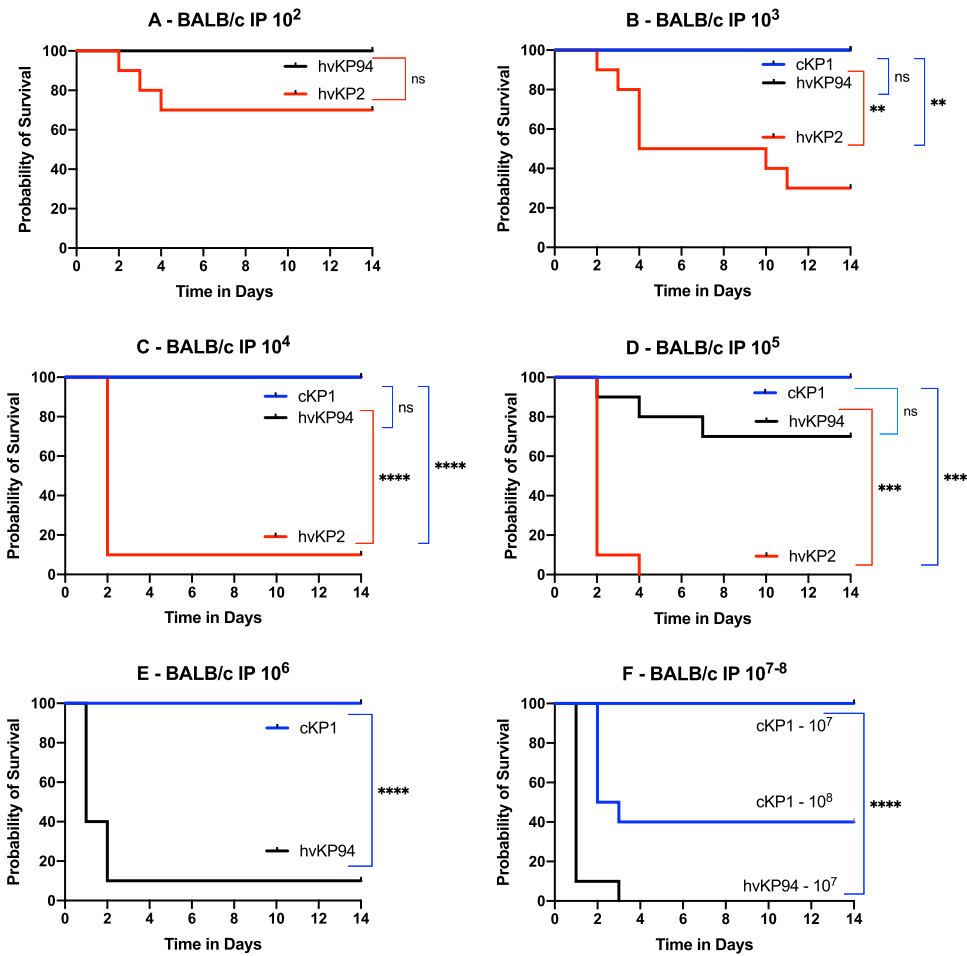 A - BALB/c IP 10²
Probability of Survival
100
80
60
40
20
0
hvKP94
hvKP2
ns
0 2 4 6 8 10 12 14
Time in Days
B - BALB/c IP 10³
Probability of Survival
100
80
60
40
20
0
cKP1
hvKP94
hvKP2
ns
**
**
0 2 4 6 8 10 12 14
Time in Days
C - BALB/c IP 10⁴
Probability of Survival
100
80
60
40
20
0
cKP1
hvKP94
hvKP2
ns
****
****
0 2 4 6 8 10 12 14
Time in Days
D - BALB/c IP 10⁵
Probability of Survival
100
80
60
40
20
0
cKP1
hvKP94
hvKP2
ns
***
***
0 2 4 6 8 10 12 14
Time in Days
E - BALB/c IP 10⁶
Probability of Survival
100
80
60
40
20
0
cKP1
hvKP94
****
0 2 4 6 8 10 12 14
Time in Days
F - BALB/c IP 10⁷⁻⁸
Probability of Survival
100
80
60
40
20
0
cKP1 - 10⁷
cKP1 - 10⁸
hvKP94 - 10⁷
****
0 2 4 6 8 10 12 14
Time in Days